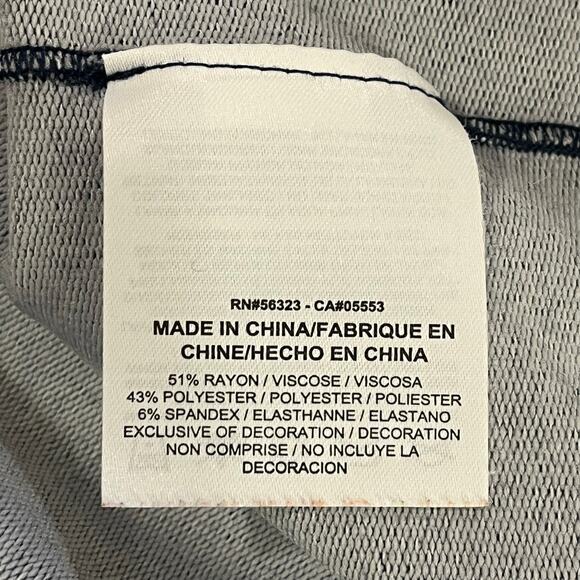 RN#56323 - CA#05553
MADE IN CHINA/FABRIQUE EN
CHINE/HECHO EN CHINA
51% RAYON / VISCOSE / VISCOSA
43% POLYESTER / POLYESTER / POLIESTER
6% SPANDEX / ELASTHANNE / ELASTANO
EXCLUSIVE OF DECORATION / DECORATION
NON COMPRISE / NO INCLUYE LA
DECORACION